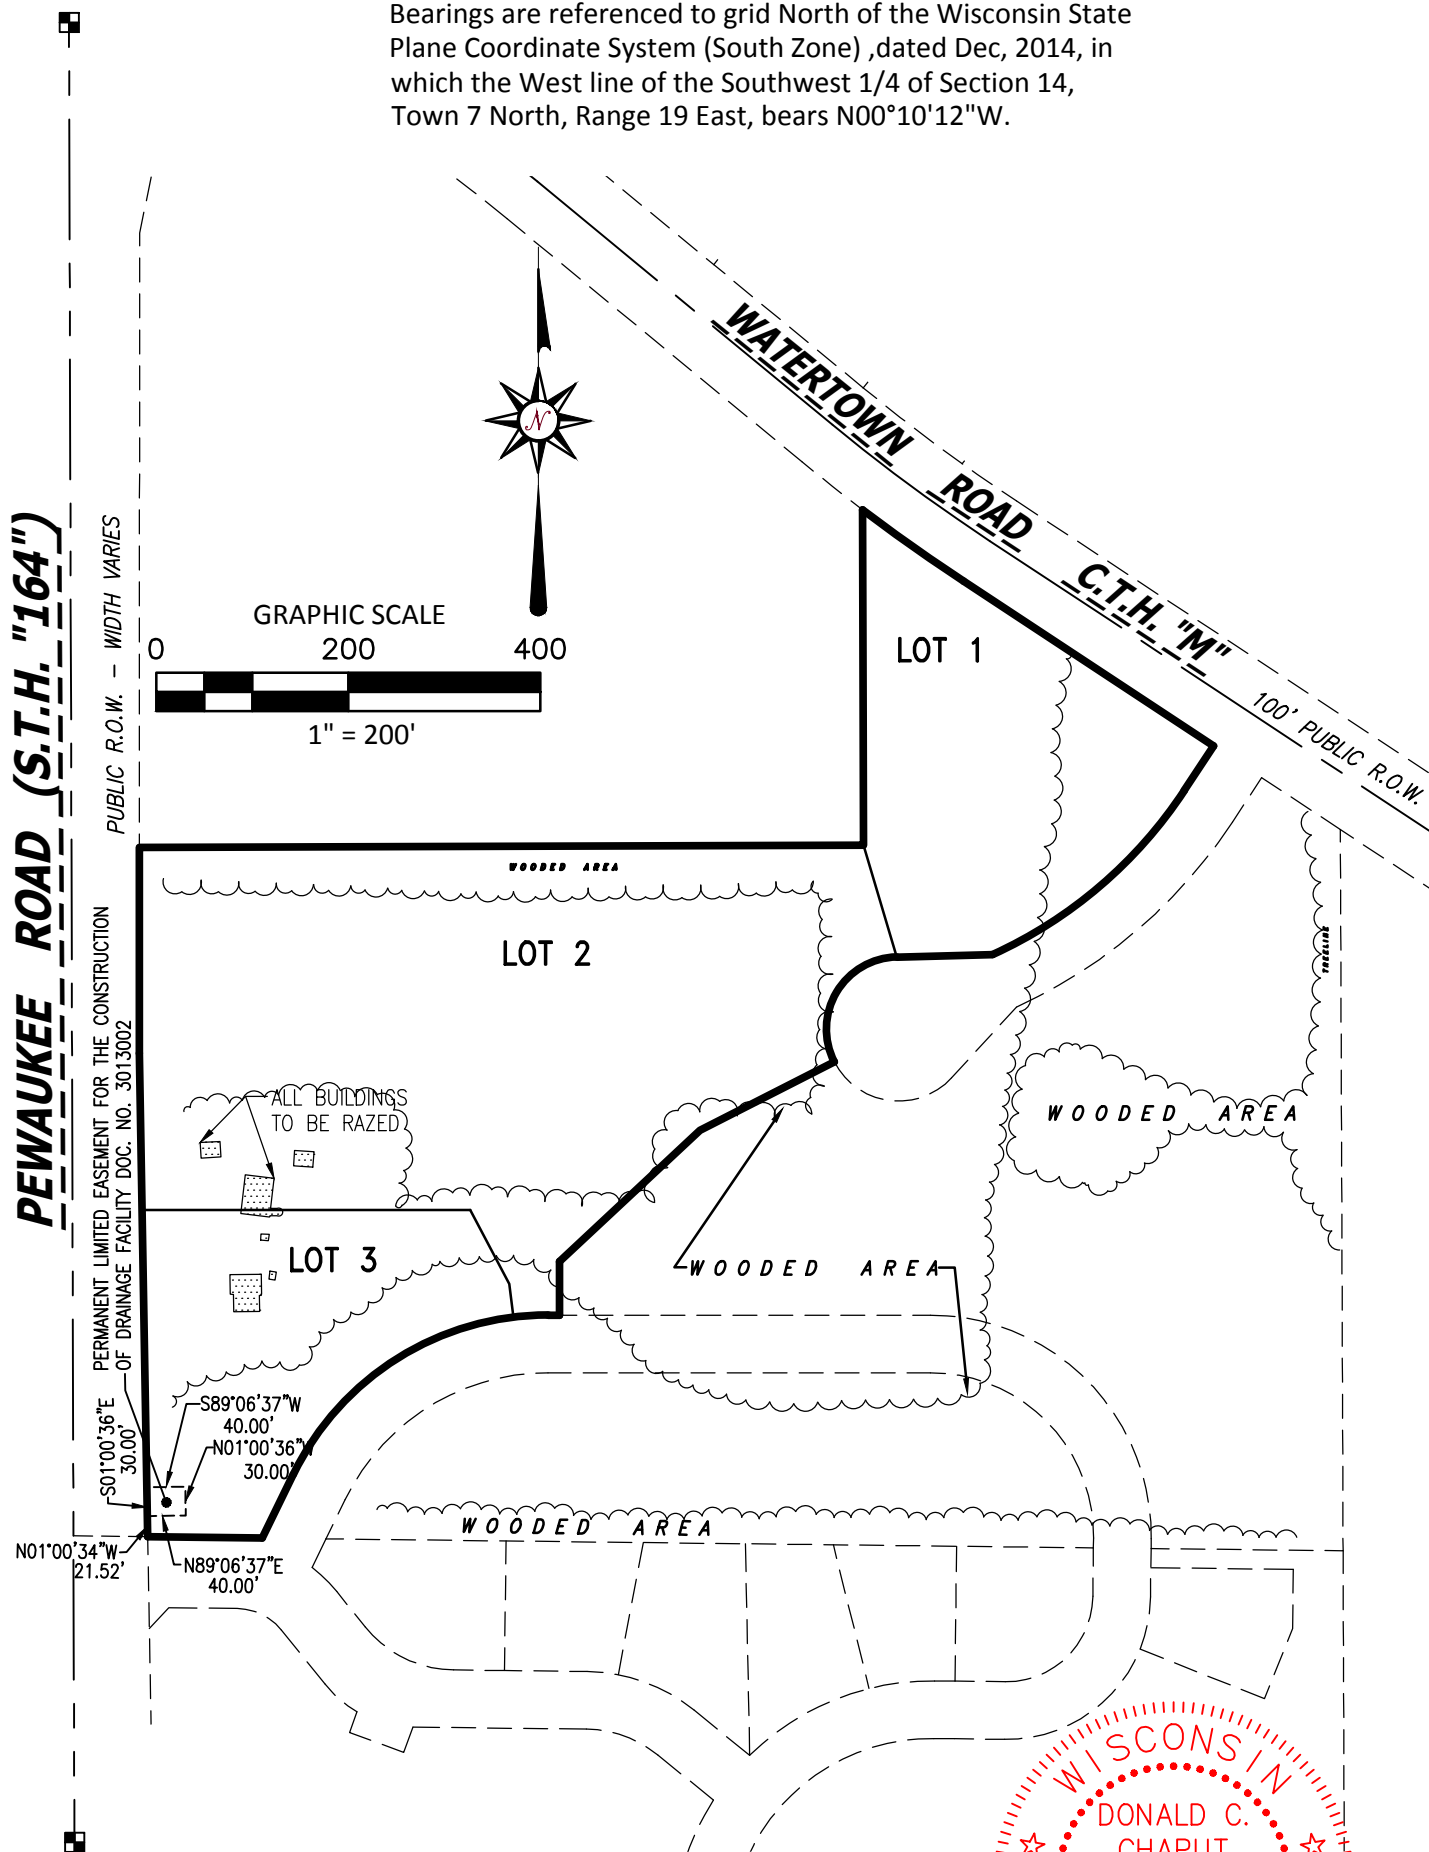 Bearings are referenced to grid North of the Wisconsin State
Plane Coordinate System (South Zone) ,dated Dec, 2014, in
which the West line of the Southwest 1/4 of Section 14,
Town 7 North, Range 19 East, bears N00°10'12"W.
WATERTOWN ROAD C.T.H. "M"
100' PUBLIC R.O.W.
N
GRAPHIC SCALE
0 200 400
1" = 200'
PEWAUKEE ROAD (S.T.H. "164")
PUBLIC R.O.W. - WIDTH VARIES
LOT 1
WOODED AREA
LOT 2
TREELINE
PERMANENT LIMITED EASEMENT FOR THE CONSTRUCTION
OF DRAINAGE FACILITY DOC. NO. 3013002
ALL BUILDINGS
TO BE RAZED
WOODED AREA
LOT 3
WOODED AREA
S01°00'36"E
30.00'
S89°06'37"W
40.00'
N01°00'36"W
30.00'
WOODED AREA
N01°00'34"W
21.52'
N89°06'37"E
40.00'
WISCONSIN
DONALD C.
CHAPUT